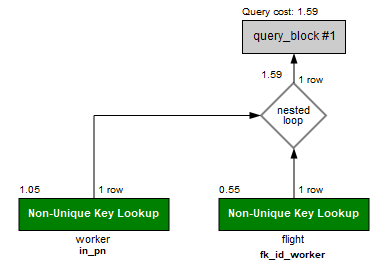 Query cost: 1.59
query_block #1
1.59
1 row
nested
loop
1.05
1 row
0.55
1 row
Non-Unique Key Lookup
Non-Unique Key Lookup
worker
in_pn
flight
fk_id_worker